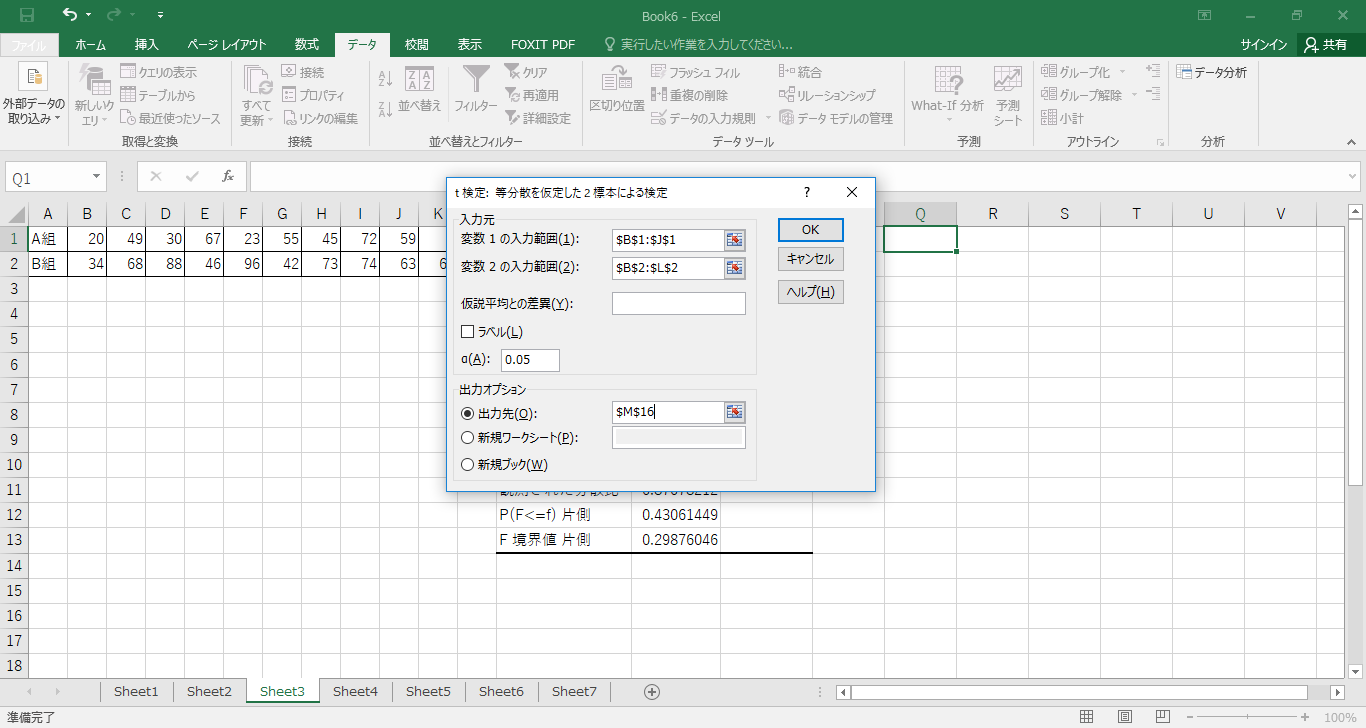 Book6 - Excel
ファイル ホーム 挿入 ページ レイアウト 数式 データ 校閲 表示 FOXIT PDF 実行したい作業を入力してください... サインイン 共有
外部データの取り込み
新しいクエリ
クエリの表示
テーブルから
最近使ったソース
取得と変換
すべて更新
接続
プロパティ
リンクの編集
接続
並べ替え
フィルター
クリア
再適用
詳細設定
並べ替えとフィルター
区切り位置
フラッシュ フィル
重複の削除
データの入力規則
統合
リレーションシップ
データ モデルの管理
データ ツール
What-If 分析
予測シート
予測
グループ化
グループ解除
小計
アウトライン
データ分析
分析
Q1 fx
A B C D E F G H I J K Q R S T U V
1 A組 20 49 30 67 23 55 45 72 59
2 B組 34 68 88 46 96 42 73 74 63
3
4
5
6
7
8
9
10
11
12 P(F<=f) 片側 0.43061449
13 F 境界値 片側 0.29876046
14
15
16
17
18
t 検定: 等分散を仮定した 2 標本による検定 ?
入力元
変数 1 の入力範囲(1): $B$1:$J$1
変数 2 の入力範囲(2): $B$2:$L$2
仮説平均との差異(Y):
ラベル(L)
α(A): 0.05
出力オプション
出力先(O): $M$16
新規ワークシート(P):
新規ブック(W)
OK
キャンセル
ヘルプ(H)
Sheet1 Sheet2 Sheet3 Sheet4 Sheet5 Sheet6 Sheet7
準備完了 100%